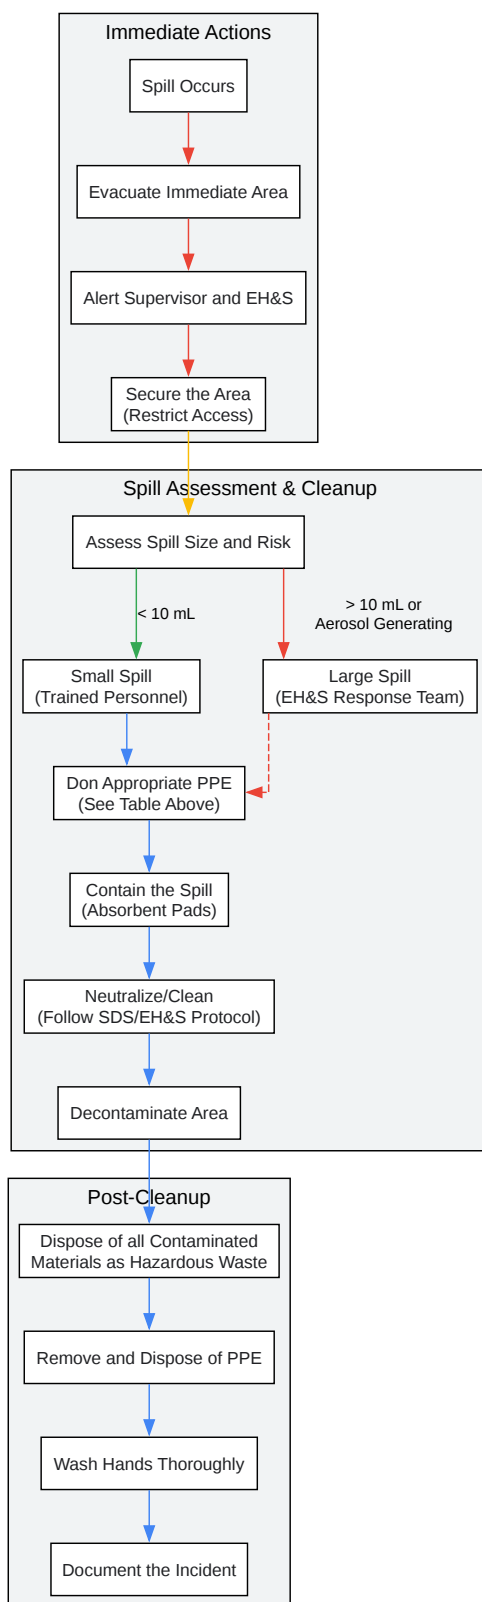 Immediate Actions
Spill Occurs
Evacuate Immediate Area
Alert Supervisor and EH&S
Secure the Area
(Restrict Access)
Spill Assessment & Cleanup
Assess Spill Size and Risk
< 10 mL
> 10 mL or
Aerosol Generating
Small Spill
(Trained Personnel)
Large Spill
(EH&S Response Team)
Don Appropriate PPE
(See Table Above)
Contain the Spill
(Absorbent Pads)
Neutralize/Clean
(Follow SDS/EH&S Protocol)
Decontaminate Area
Post-Cleanup
Dispose of all Contaminated
Materials as Hazardous Waste
Remove and Dispose of PPE
Wash Hands Thoroughly
Document the Incident